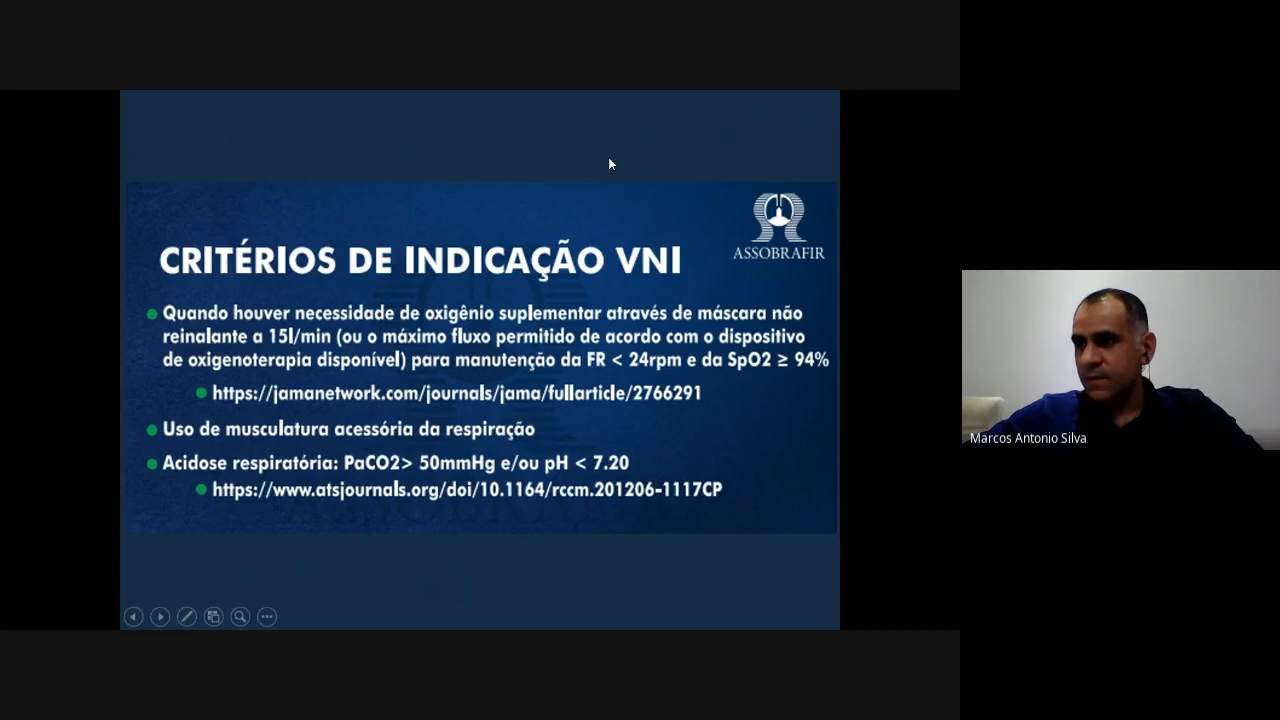 ASSOBRAFIR
CRITÉRIOS DE INDICAÇÃO VNI
Quando houver necessidade de oxigênio suplementar através de máscara não
reinalante a 15l/min (ou o máximo fluxo permitido de acordo com o dispositivo
de oxigenoterapia disponível) para manutenção da FR < 24rpm e da SpO2 ≥ 94%
https://jamanetwork.com/journals/jama/fullarticle/2766291
Uso de musculatura acessória da respiração
Acidose respiratória: PaCO2> 50mmHg e/ou pH < 7.20
https://www.atsjournals.org/doi/10.1164/rccm.201206-1117CP
Marcos Antonio Silva